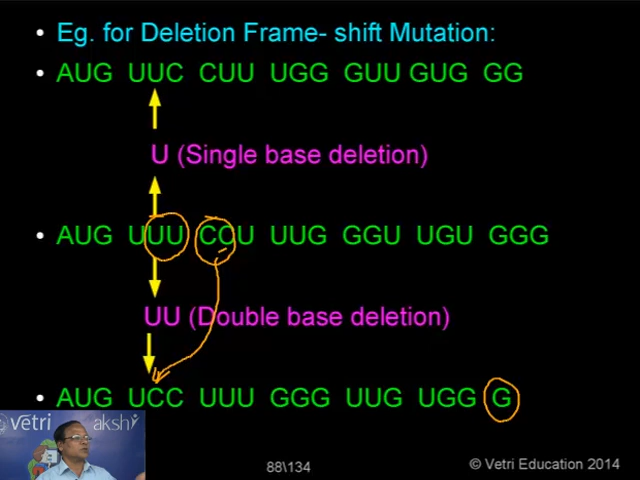 Eg. for Deletion Frame- shift Mutation:
AUG UUC CUU UGG GUU GUG GG
U (Single base deletion)
AUG UUU CCU UUG GGU UGU GGG
UU (Double base deletion)
AUG UCC UUU GGG UUG UGG G
vetri akshi
88\134
© Vetri Education 2014